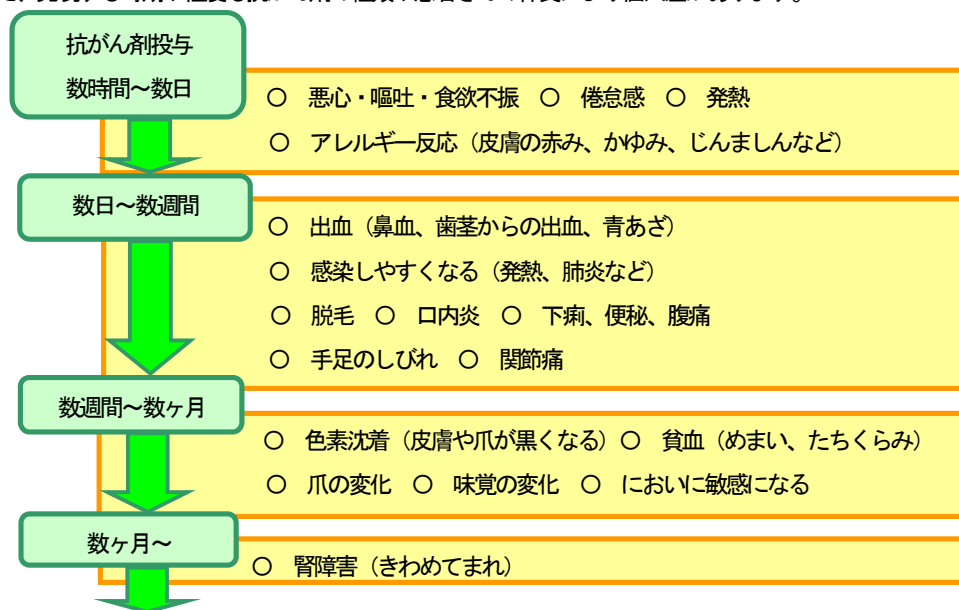 抗がん剤投与
数時間～数日
○ 悪心・嘔吐・食欲不振 ○ 倦怠感 ○ 発熱
○ アレルギー反応（皮膚の赤み、かゆみ、じんましんなど）
数日～数週間
○ 出血（鼻血、歯茎からの出血、青あざ）
○ 感染しやすくなる（発熱、肺炎など）
○ 脱毛 ○ 口内炎 ○ 下痢、便秘、腹痛
○ 手足のしびれ ○ 関節痛
数週間～数ヶ月
○ 色素沈着（皮膚や爪が黒くなる）○ 貧血（めまい、たちくらみ）
○ 爪の変化 ○ 味覚の変化 ○ においに敏感になる
数ヶ月～
○ 腎障害（きわめてまれ）